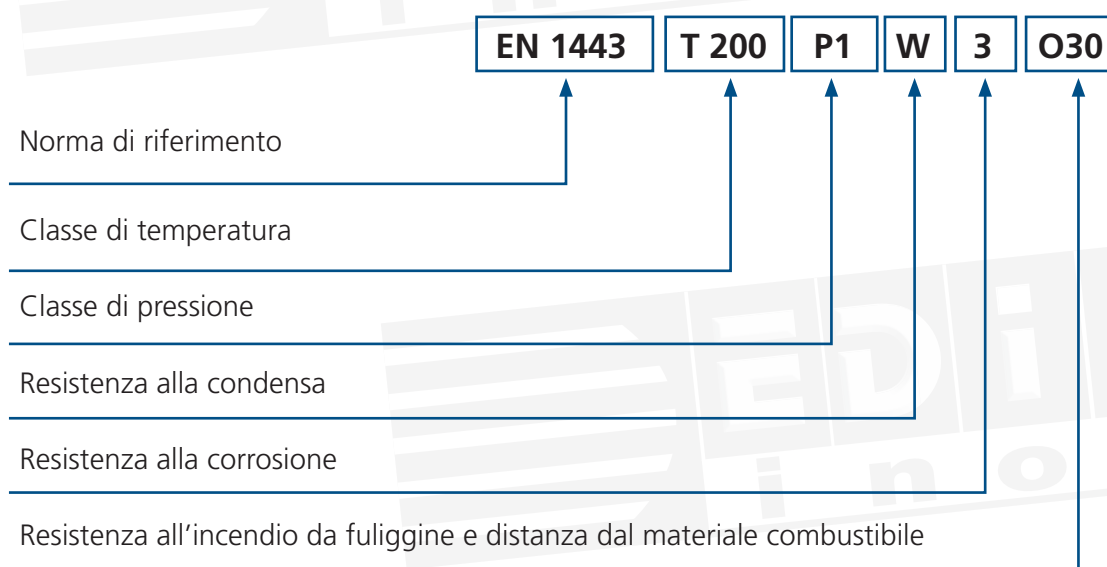 EN 1443 T 200 P1 W 3 O30
Norma di riferimento
Classe di temperatura
Classe di pressione
Resistenza alla condensa
Resistenza alla corrosione
Resistenza all'incendio da fuliggine e distanza dal materiale combustibile